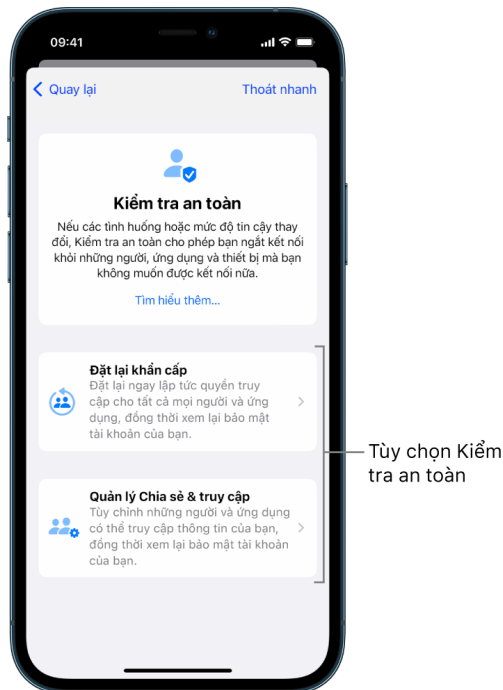 09:41
Quay lại
Thoát nhanh
Kiểm tra an toàn
Nếu các tình huống hoặc mức độ tin cậy thay
đổi, Kiểm tra an toàn cho phép bạn ngắt kết nối
khỏi những người, ứng dụng và thiết bị mà bạn
không muốn được kết nối nữa.
Tìm hiểu thêm...
Đặt lại khẩn cấp
Đặt lại ngay lập tức quyền truy
cập cho tất cả mọi người và ứng
dụng, đồng thời xem lại bảo mật
tài khoản của bạn.
Quản lý Chia sẻ & truy cập
Tùy chỉnh những người và ứng dụng
có thể truy cập thông tin của bạn,
đồng thời xem lại bảo mật tài khoản
của bạn.
Tùy chọn Kiểm
tra an toàn